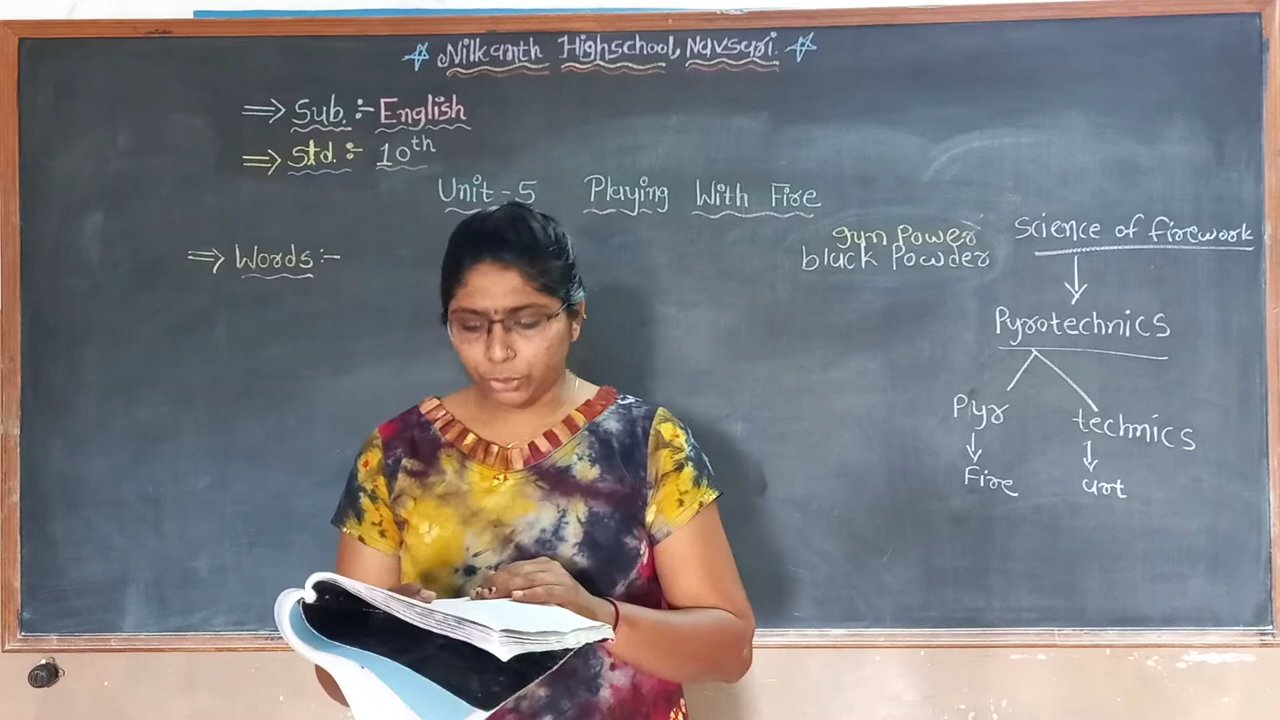 Nilkanth Highschool, Navsari.
⇒ Sub. :- English
⇒ Std. :- 10th
Unit-5 Playing With Fire
⇒ Words :-
gun power
black Powder
Science of firework
↓
Pyrotechnics
Pyr technics
↓ ↓
Fire art